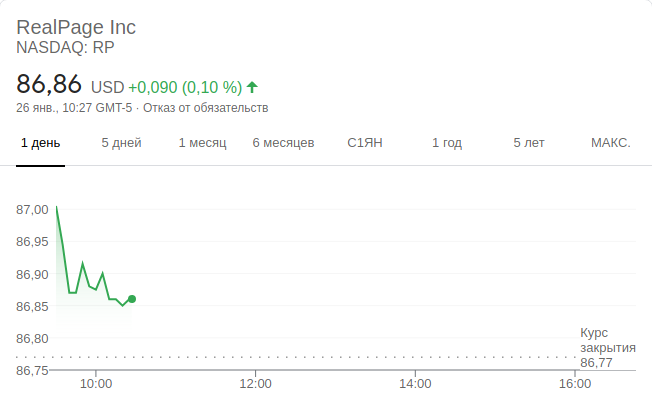 RealPage Inc
NASDAQ: RP
86,86 USD +0,090 (0,10 %)
26 янв., 10:27 GMT-5 · Отказ от обязательств
1 день 5 дней 1 месяц 6 месяцев С1ЯН 1 год 5 лет МАКС.
87,00
86,95
86,90
86,85
86,80
86,75
Курс
закрытия
86,77
10:00 12:00 14:00 16:00